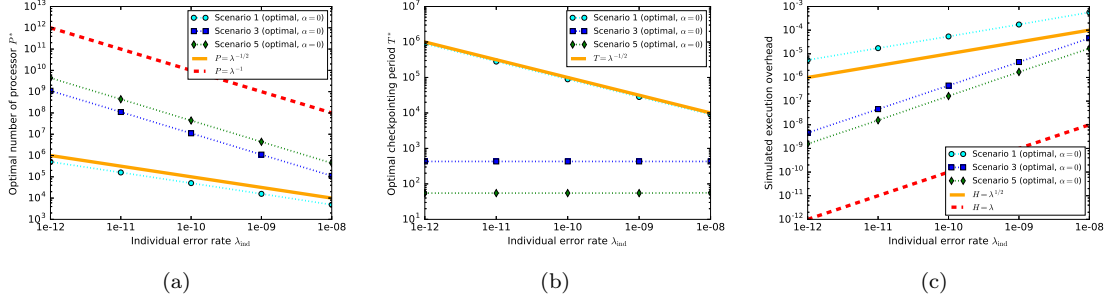 10^13
10^12
10^11
10^10
10^9
10^8
10^7
10^6
10^5
10^4
10^3
Optimal number of processor P*
Scenario 1 (optimal, α=0)
Scenario 3 (optimal, α=0)
Scenario 5 (optimal, α=0)
P=λ^{-1/2}
P=λ^{-1}
1e-12 1e-11 1e-10 1e-09 1e-08
Individual error rate λ_ind
(a)
10^7
10^6
10^5
10^4
10^3
10^2
10^1
Optimal checkpointing period T*
Scenario 1 (optimal, α=0)
Scenario 3 (optimal, α=0)
Scenario 5 (optimal, α=0)
T=λ^{-1/2}
1e-12 1e-11 1e-10 1e-09 1e-08
Individual error rate λ_ind
(b)
10^-3
10^-4
10^-5
10^-6
10^-7
10^-8
10^-9
10^-10
10^-11
10^-12
Simulated execution overhead
Scenario 1 (optimal, α=0)
Scenario 3 (optimal, α=0)
Scenario 5 (optimal, α=0)
H=λ^{1/2}
H=λ
1e-12 1e-11 1e-10 1e-09 1e-08
Individual error rate λ_ind
(c)